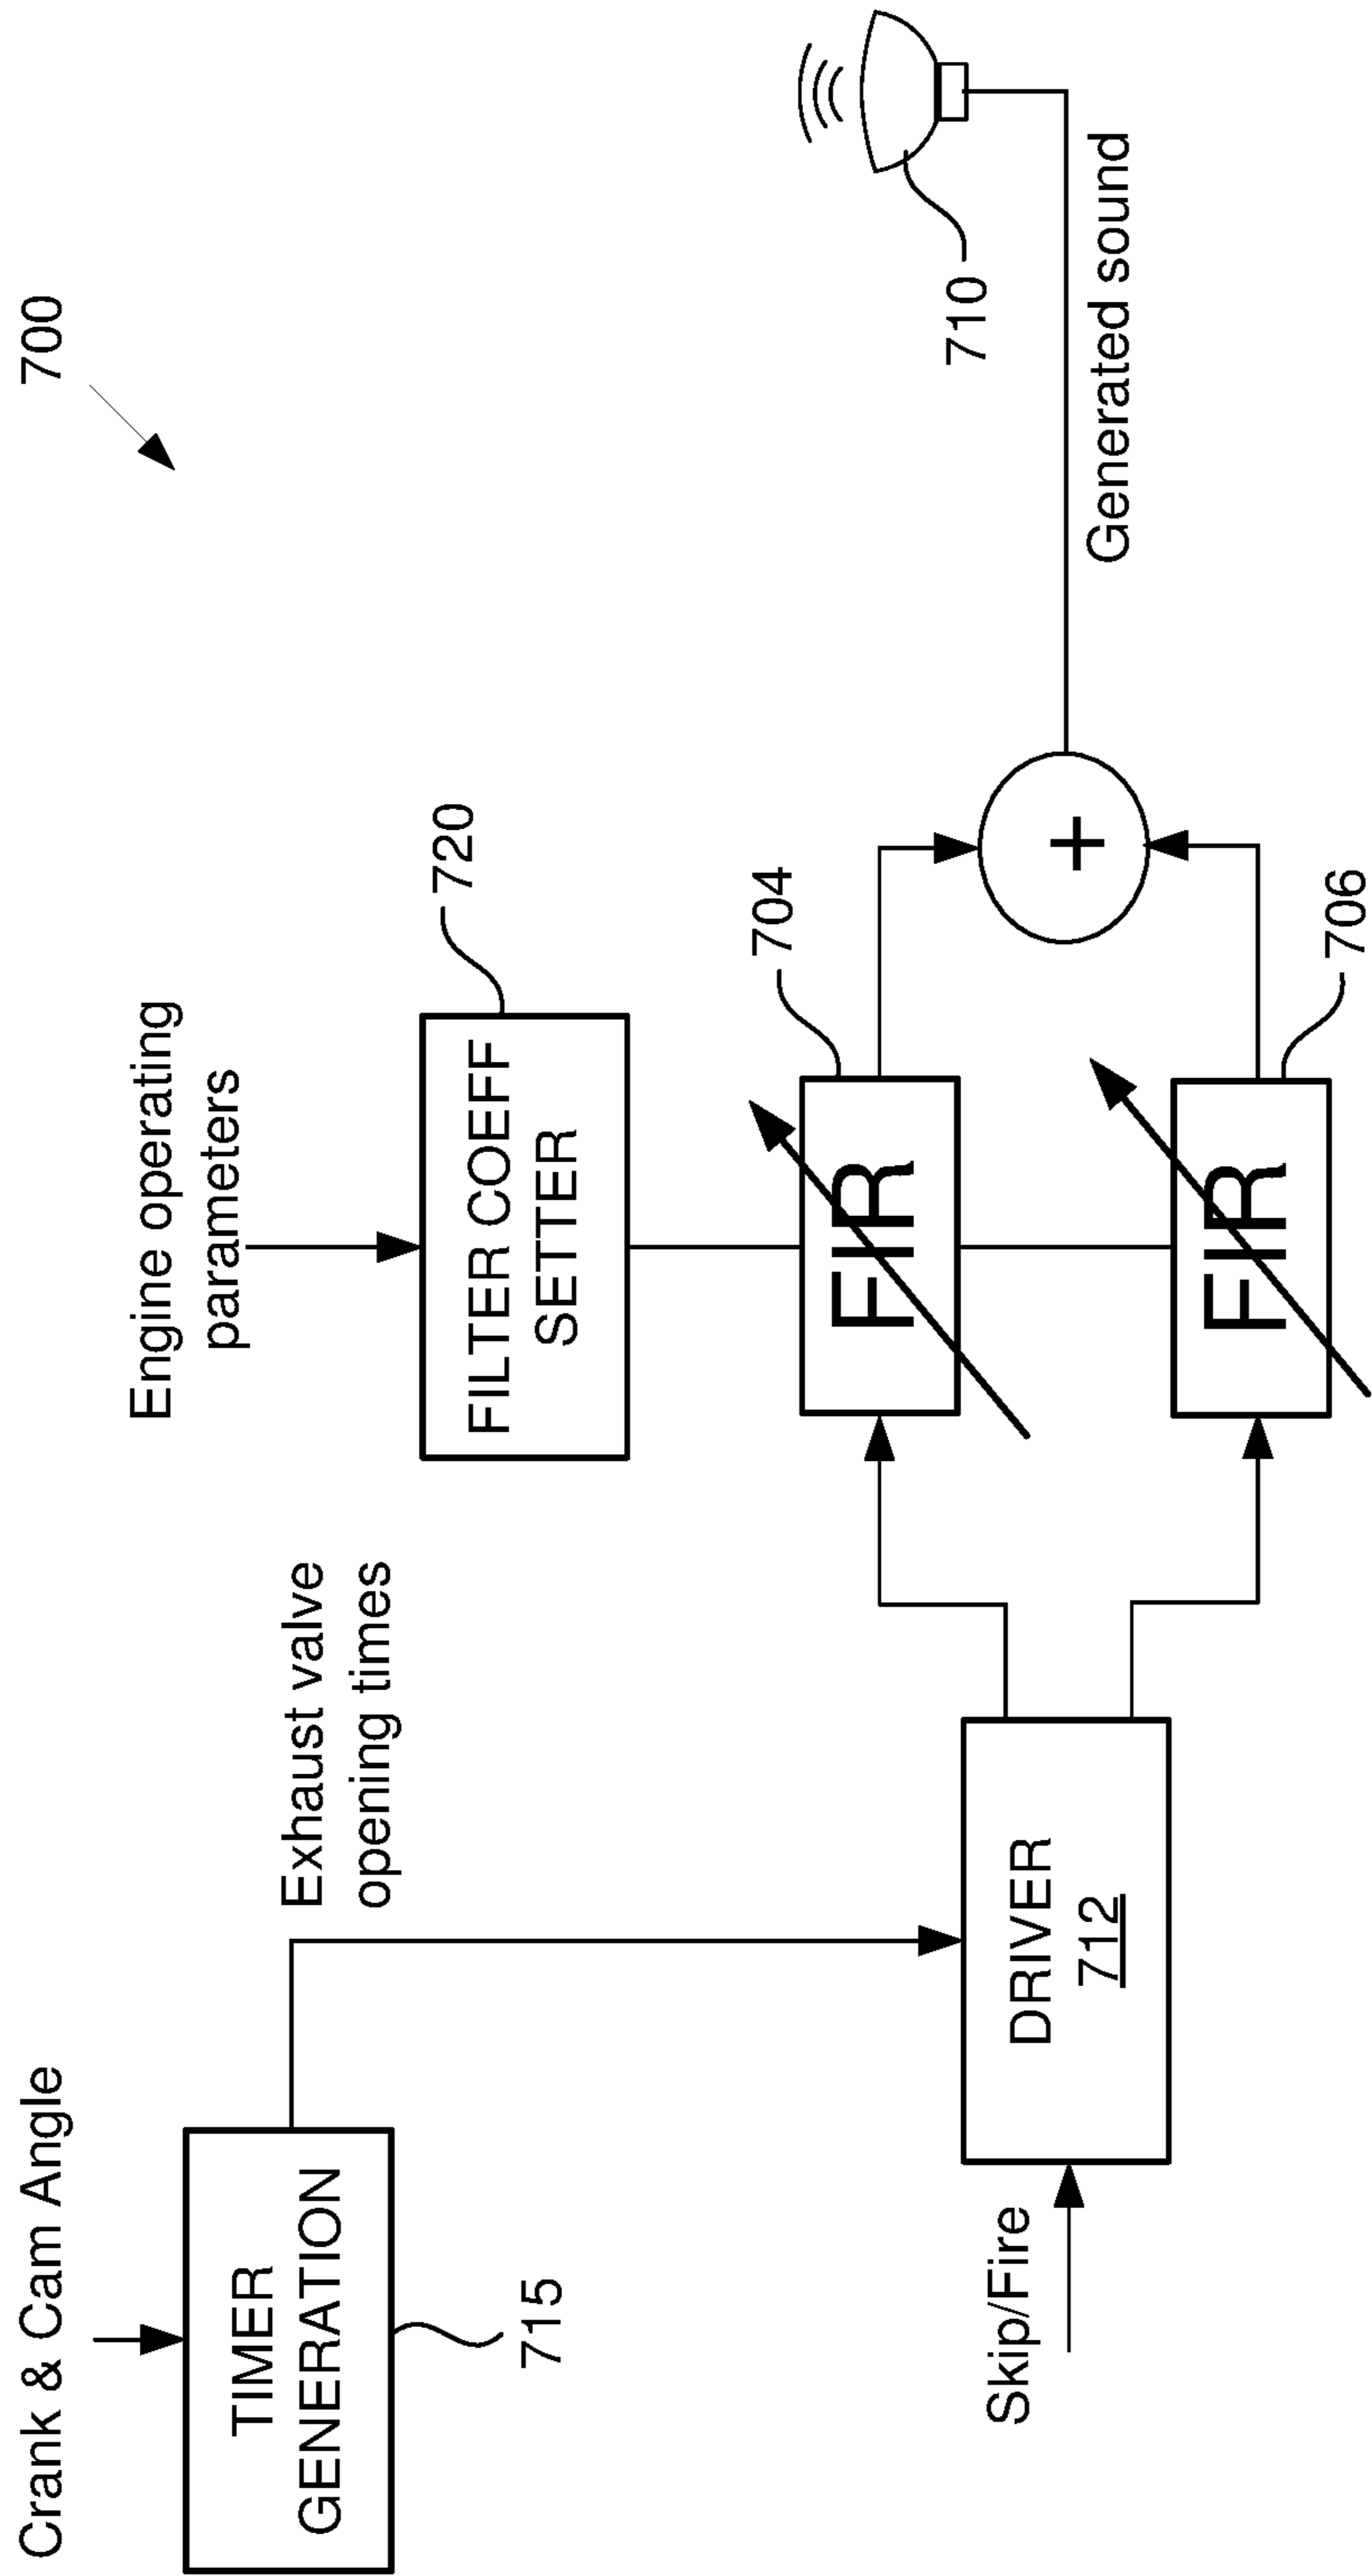 700
Crank & Cam Angle
TIMER
GENERATION
715
Exhaust valve
opening times
Engine operating
parameters
FILTER COEFF
SETTER
720
Skip/Fire
DRIVER
712
FIR
704
FIR
706
+
Generated sound
710